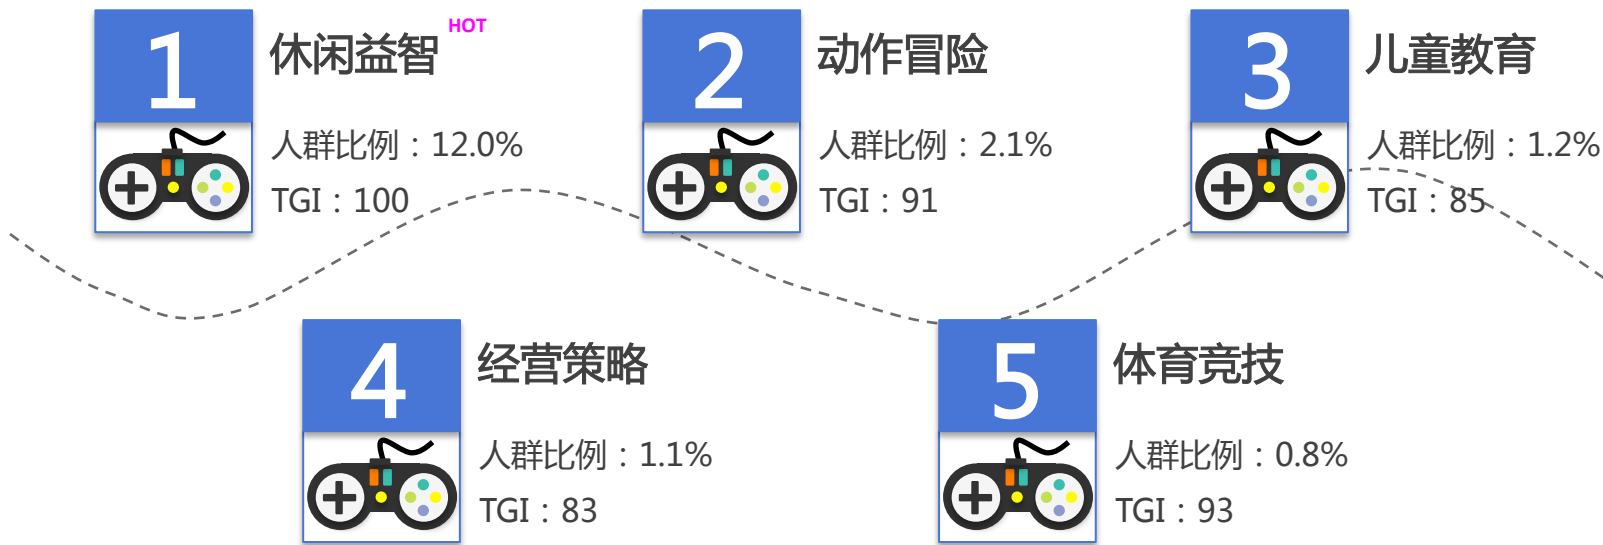 1
休闲益智
HOT
人群比例：12.0%
TGI：100
2
动作冒险
人群比例：2.1%
TGI：91
3
儿童教育
人群比例：1.2%
TGI：85
4
经营策略
人群比例：1.1%
TGI：83
5
体育竞技
人群比例：0.8%
TGI：93